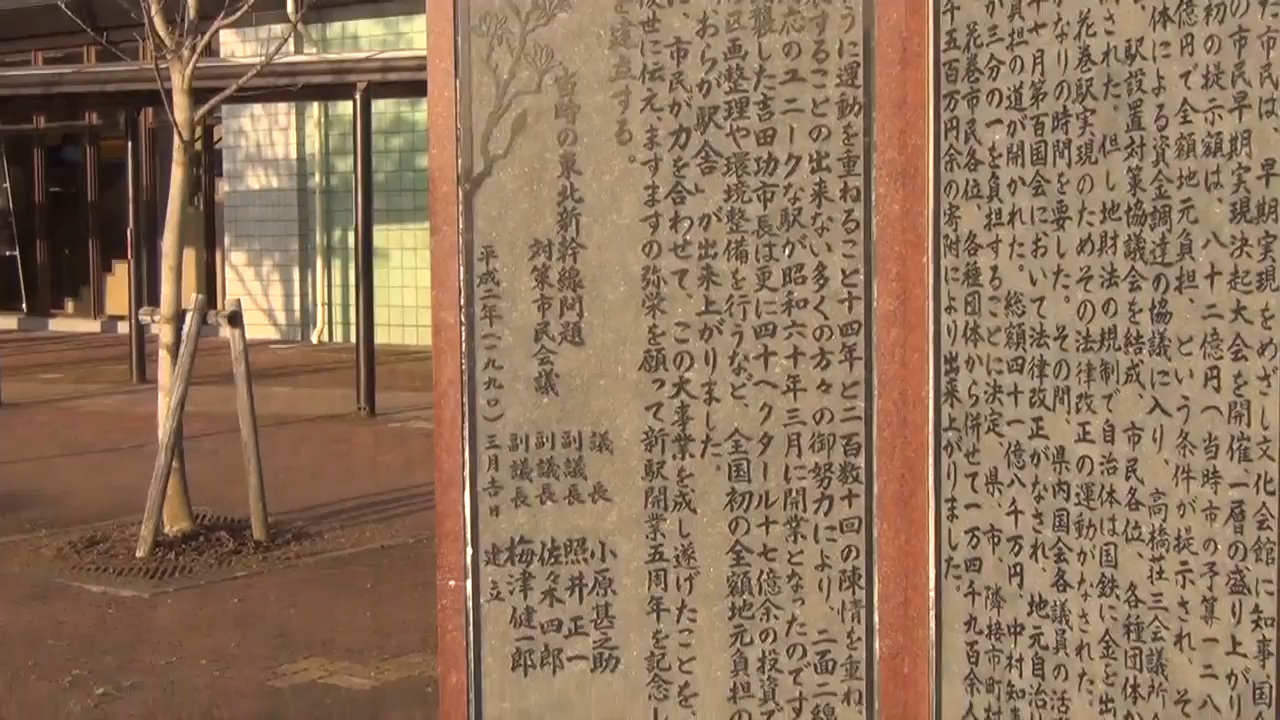 た市民は、早期実現をめざし文化会館に知事、国会
の市民早期実現決起大会を開催、一層の盛り上がり
初の提示額は、八十二億円(当時市の予算一二八
億円で全額地元負担」という条件が提示され、そ
体による資金調達の協議に入り、高橋荘三会議所
、駅設置対策協議会を結成、市民各位、各種団体か
された。但し地財法の規制で自治体は国鉄に金を出
花巻駅実現のためその法律改正の運動がなされた。
なりの時間を要した。その間、県内国会各議員の活
年十月第百国会において法律改正がなされ、地元自治
負担の道が開かれた。総額四十一億八千万円、中村知事
が三分の一を負担することに決定、県、市、隣接市町村
、花巻市民各位、各種団体から併せて一万四千九百余人
千五百万円余の寄附により出来上がりました。
うに運動を重ねること十四年と二百数十回の陳情を重ね、
することの出来ない多くの方々の御努力により、二面二線
応のユニークな駅が昭和六十年三月に開業となったのです
製した吉田功市長は更に四十ヘクタール十七億余の投資で
区画整理や環境整備を行うなど、全国初の全額地元負担の
おらが駅舎」が出来上がりました。
、市民が力を合わせて、この大事業を成し遂げたことを、
後世に伝え、ますますの弥栄を願って新駅開業五周年を記念し
を建立する。
当時の東北新幹線問題
対策市民会議
議長 小原甚之助
副議長 照井正一
副議長 佐々木四郎
副議長 梅津健一郎
平成二年(一九九〇)三月吉日 建立